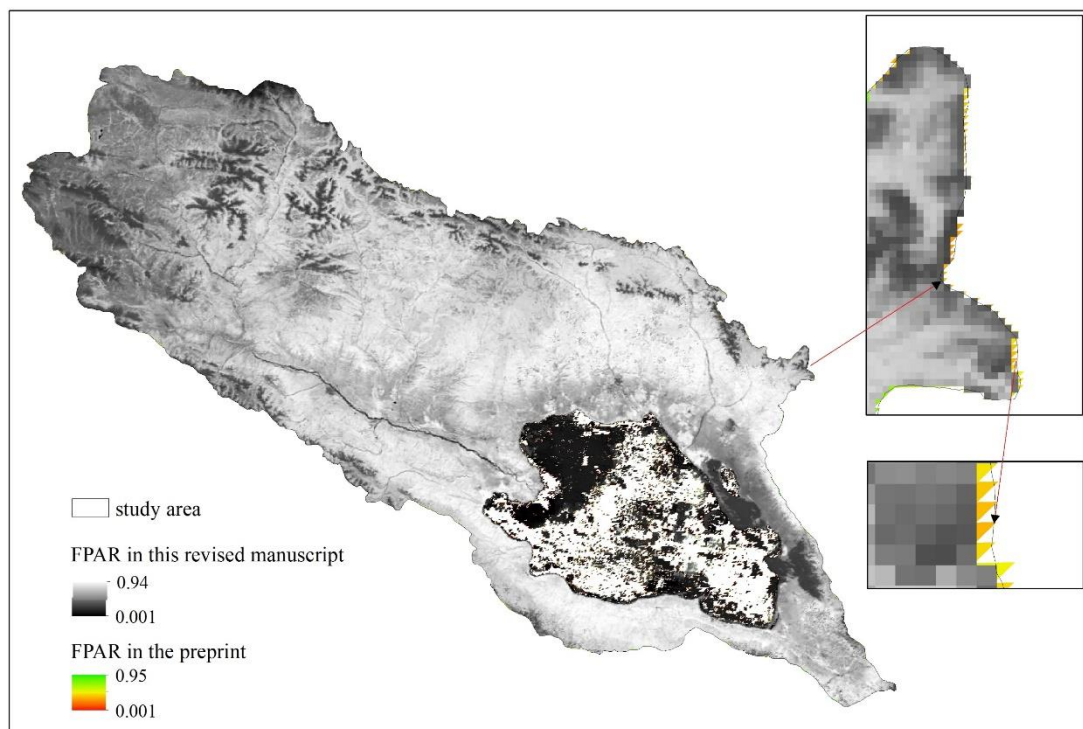 study area
FPAR in this revised manuscript
0.94
0.001
FPAR in the preprint
0.95
0.001